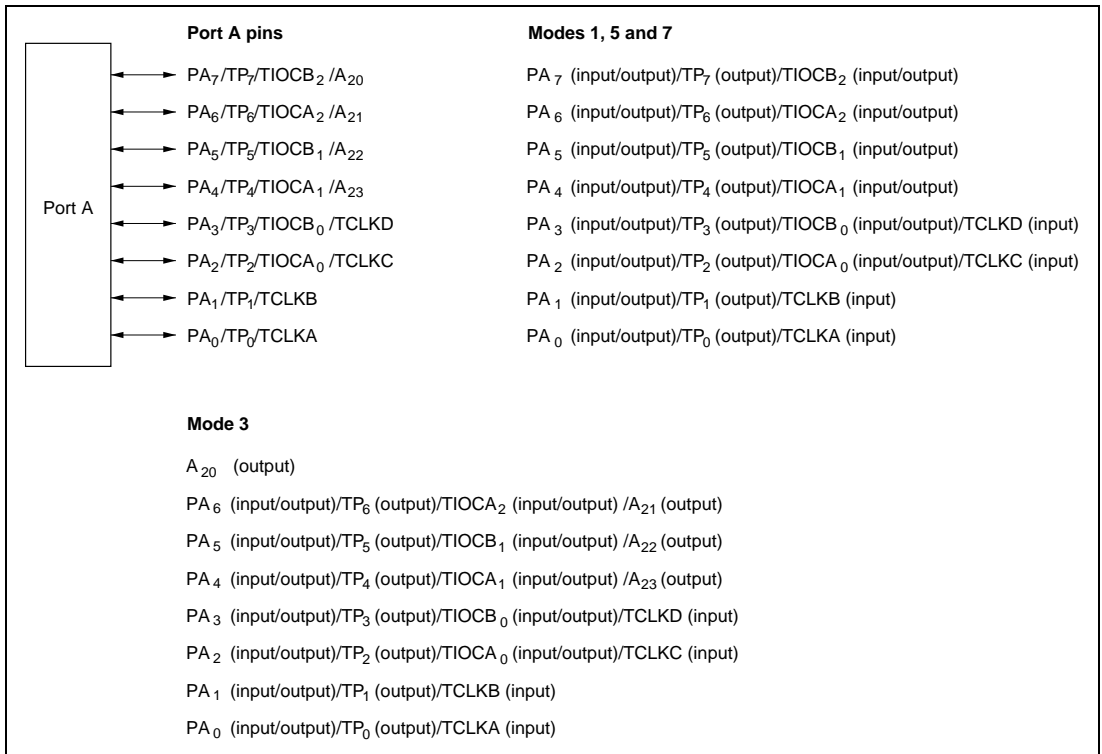 Port A pins
Modes 1, 5 and 7
Port A
PA₇/TP₇/TIOCB₂/A₂₀ PA₇ (input/output)/TP₇ (output)/TIOCB₂ (input/output)
PA₆/TP₆/TIOCA₂/A₂₁ PA₆ (input/output)/TP₆ (output)/TIOCA₂ (input/output)
PA₅/TP₅/TIOCB₁/A₂₂ PA₅ (input/output)/TP₅ (output)/TIOCB₁ (input/output)
PA₄/TP₄/TIOCA₁/A₂₃ PA₄ (input/output)/TP₄ (output)/TIOCA₁ (input/output)
PA₃/TP₃/TIOCB₀/TCLKD PA₃ (input/output)/TP₃ (output)/TIOCB₀ (input/output)/TCLKD (input)
PA₂/TP₂/TIOCA₀/TCLKC PA₂ (input/output)/TP₂ (output)/TIOCA₀ (input/output)/TCLKC (input)
PA₁/TP₁/TCLKB PA₁ (input/output)/TP₁ (output)/TCLKB (input)
PA₀/TP₀/TCLKA PA₀ (input/output)/TP₀ (output)/TCLKA (input)
Mode 3
A₂₀ (output)
PA₆ (input/output)/TP₆ (output)/TIOCA₂ (input/output) /A₂₁ (output)
PA₅ (input/output)/TP₅ (output)/TIOCB₁ (input/output) /A₂₂ (output)
PA₄ (input/output)/TP₄ (output)/TIOCA₁ (input/output) /A₂₃ (output)
PA₃ (input/output)/TP₃ (output)/TIOCB₀ (input/output)/TCLKD (input)
PA₂ (input/output)/TP₂ (output)/TIOCA₀ (input/output)/TCLKC (input)
PA₁ (input/output)/TP₁ (output)/TCLKB (input)
PA₀ (input/output)/TP₀ (output)/TCLKA (input)